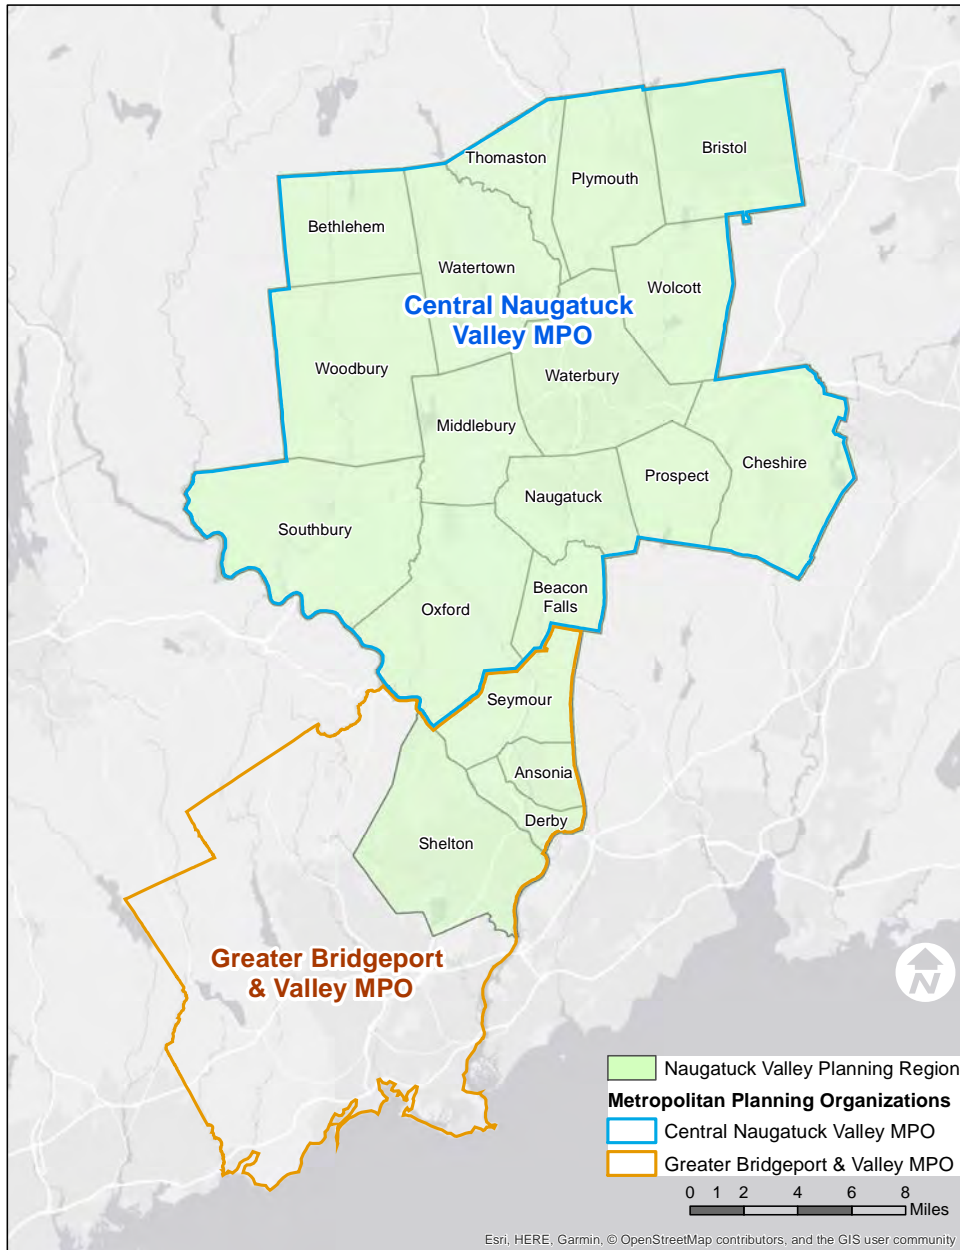 Thomaston
Bristol
Plymouth
Bethlehem
Watertown
Wolcott
Central Naugatuck
Valley MPO
Woodbury
Waterbury
Middlebury
Cheshire
Prospect
Naugatuck
Southbury
Beacon
Falls
Oxford
Seymour
Ansonia
Derby
Shelton
Greater Bridgeport
& Valley MPO
N
Naugatuck Valley Planning Region
Metropolitan Planning Organizations
Central Naugatuck Valley MPO
Greater Bridgeport & Valley MPO
0 1 2 4 6 8
Miles
Esri, HERE, Garmin, © OpenStreetMap contributors, and the GIS user community